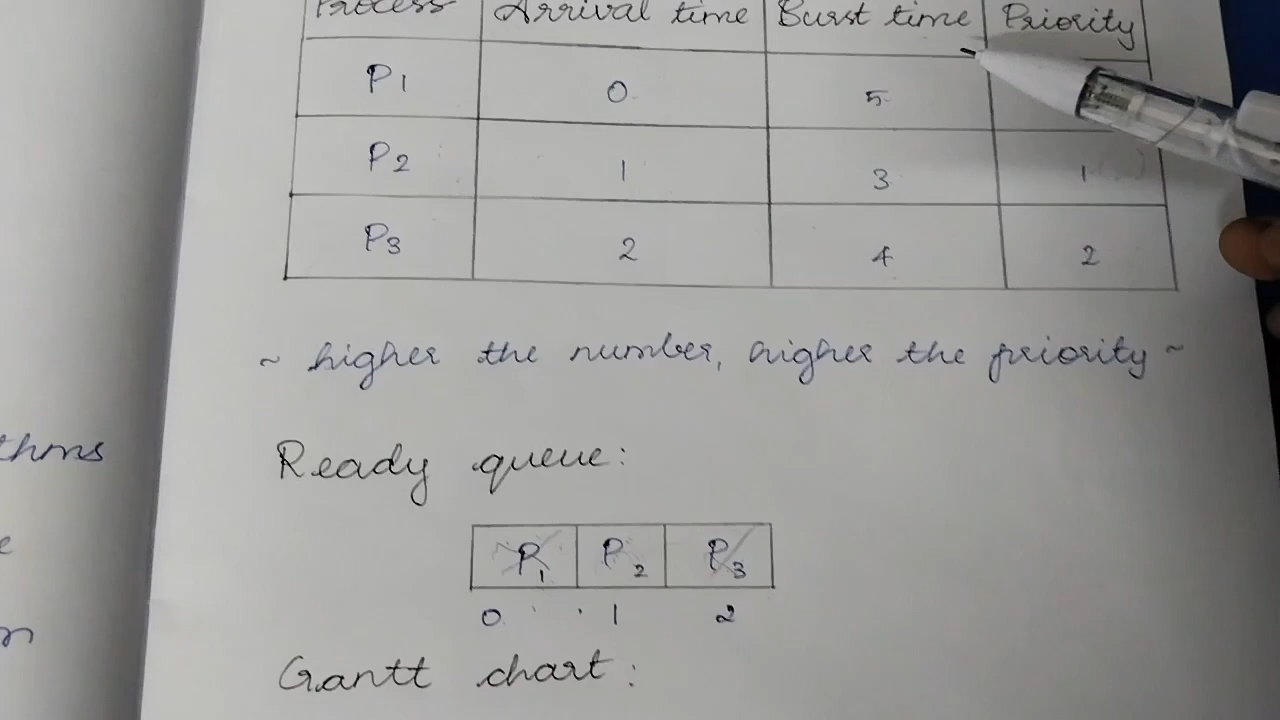 Process Arrival time Burst time Priority
P1 0 5
P2 1 3 1
P3 2 4 2
~ higher the number, higher the priority ~
thms
Ready queue:
e
P1 P2 P3
0 1 2
n
Gantt chart: